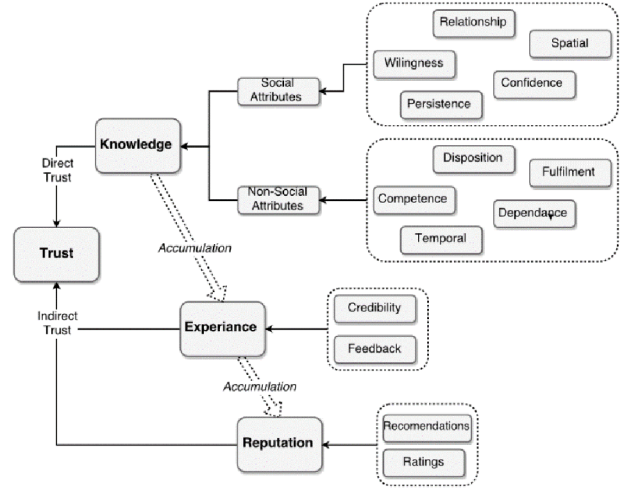 Relationship
Spatial
Wilingness
Confidence
Persistence
Social
Attributes
Knowledge
Direct
Trust
Disposition
Fulfilment
Non-Social
Attributes
Competence
Dependance
Temporal
Trust
Accumulation
Indirect
Trust
Experiance
Credibility
Feedback
Accumulation
Reputation
Recomendations
Ratings